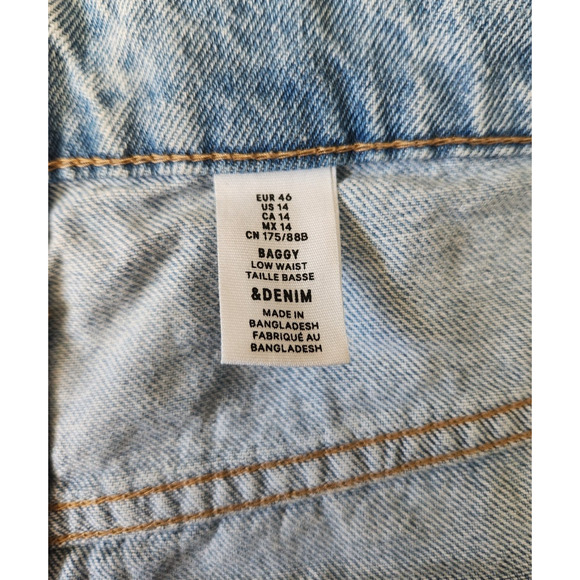 EUR 46
US 14
CA 14
MX 14
CN 175/88B
BAGGY
LOW WAIST
TAILLE BASSE
&DENIM
MADE IN
BANGLADESH
FABRIQUÉ AU
BANGLADESH